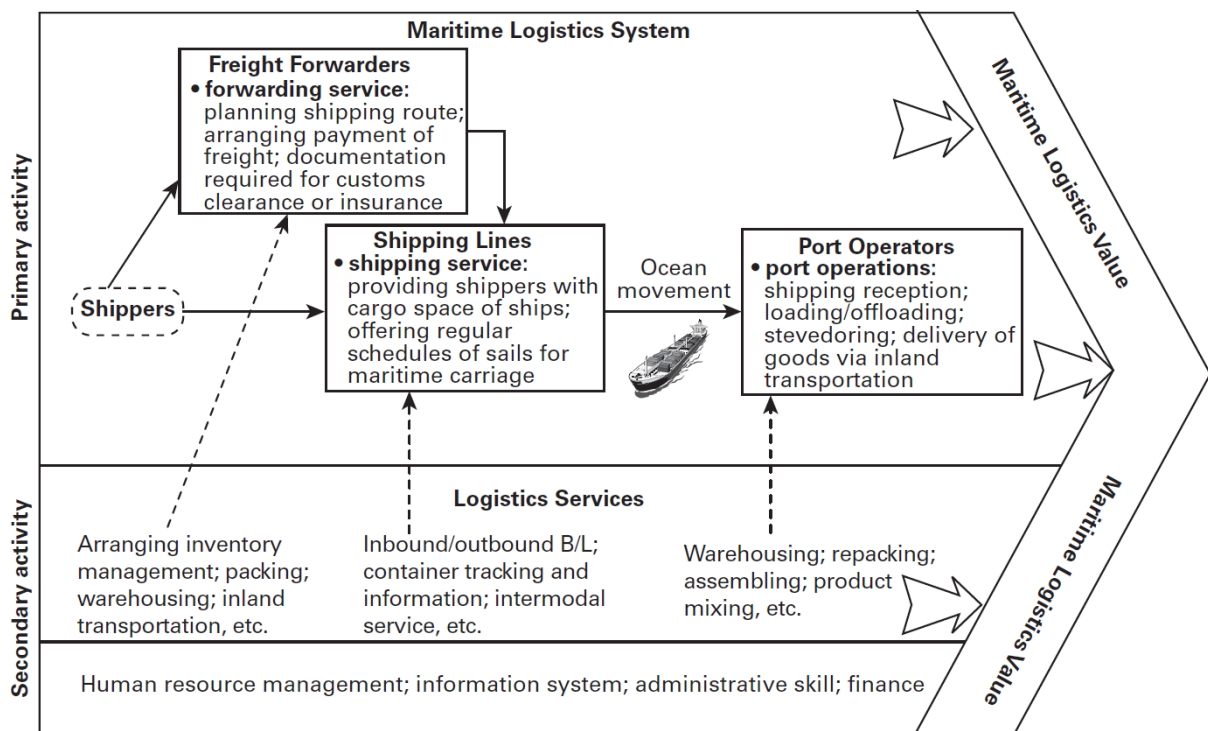 Maritime Logistics System
Primary activity
Freight Forwarders
• forwarding service:
planning shipping route;
arranging payment of
freight; documentation
required for customs
clearance or insurance
Shippers
Shipping Lines
• shipping service:
providing shippers with
cargo space of ships;
offering regular
schedules of sails for
maritime carriage
Ocean
movement
Port Operators
• port operations:
shipping reception;
loading/offloading;
stevedoring; delivery of
goods via inland
transportation
Maritime Logistics Value
Secondary activity
Logistics Services
Arranging inventory
management; packing;
warehousing; inland
transportation, etc.
Inbound/outbound B/L;
container tracking and
information; intermodal
service, etc.
Warehousing; repacking;
assembling; product
mixing, etc.
Maritime Logistics Value
Human resource management; information system; administrative skill; finance